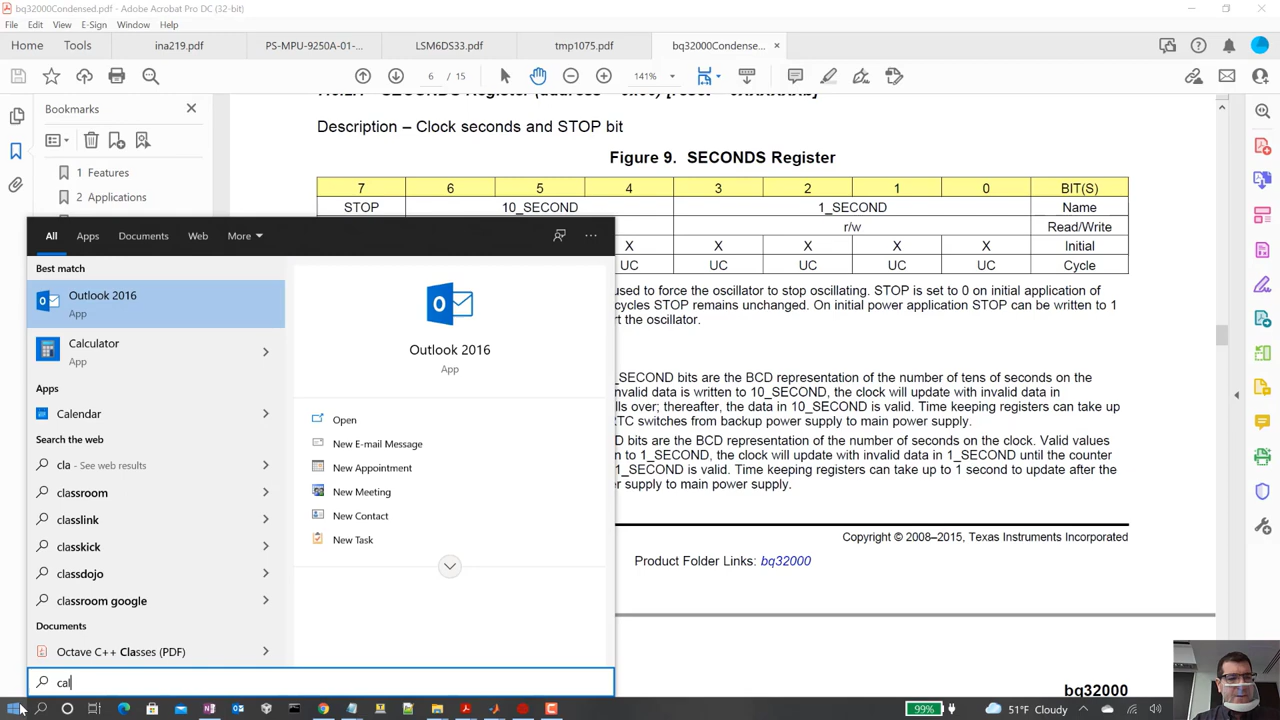 bq32000Condensed.pdf - Adobe Acrobat Pro DC (32-bit)
File Edit View E-Sign Window Help
Home Tools ina219.pdf PS-MPU-9250A-01-... LSM6DS33.pdf tmp1075.pdf bq32000Condense... ×
6 / 15 141%
Bookmarks
1 Features
2 Applications
Description – Clock seconds and STOP bit
Figure 9. SECONDS Register
7 6 5 4 3 2 1 0 BIT(S)
STOP 10_SECOND 1_SECOND Name
r/w Read/Write
X X X X X Initial
UC UC UC UC UC Cycle
used to force the oscillator to stop oscillating. STOP is set to 0 on initial application of
cycles STOP remains unchanged. On initial power application STOP can be written to 1
rt the oscillator.
_SECOND bits are the BCD representation of the number of tens of seconds on the
nvalid data is written to 10_SECOND, the clock will update with invalid data in
lls over; thereafter, the data in 10_SECOND is valid. Time keeping registers can take up
RTC switches from backup power supply to main power supply.
D bits are the BCD representation of the number of seconds on the clock. Valid values
n to 1_SECOND, the clock will update with invalid data in 1_SECOND until the counter
1_SECOND is valid. Time keeping registers can take up to 1 second to update after the
er supply to main power supply.
Copyright © 2008–2015, Texas Instruments Incorporated
Product Folder Links: bq32000
bq32000
All Apps Documents Web More
Best match
Outlook 2016
App
Calculator
App
Apps
Calendar
Search the web
cla - See web results
classroom
classlink
classkick
classdojo
classroom google
Documents
Octave C++ Classes (PDF)
cal
Outlook 2016
App
Open
New E-mail Message
New Appointment
New Meeting
New Contact
New Task
99% 51°F Cloudy